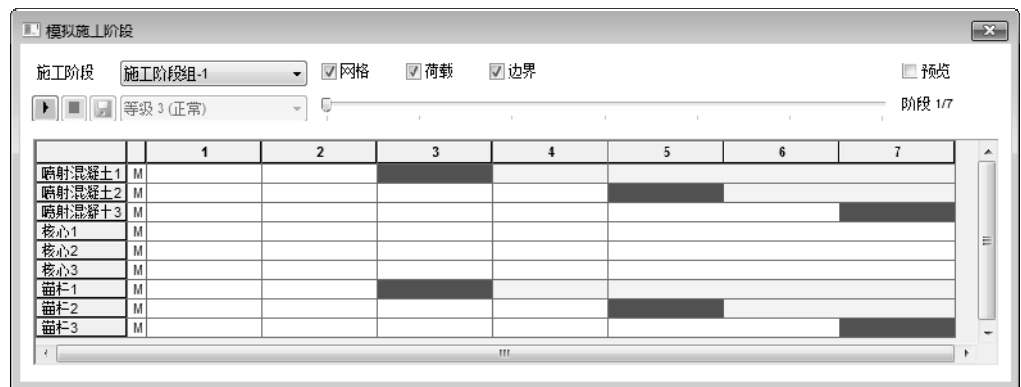 模拟施工阶段
施工阶段 施工阶段组-1 网格 荷载 边界 预览
等级 3 (正常) 阶段 1/7
1 2 3 4 5 6 7
喷射混凝土1 M
喷射混凝土2 M
喷射混凝土3 M
核心1 M
核心2 M
核心3 M
锚杆1 M
锚杆2 M
锚杆3 M